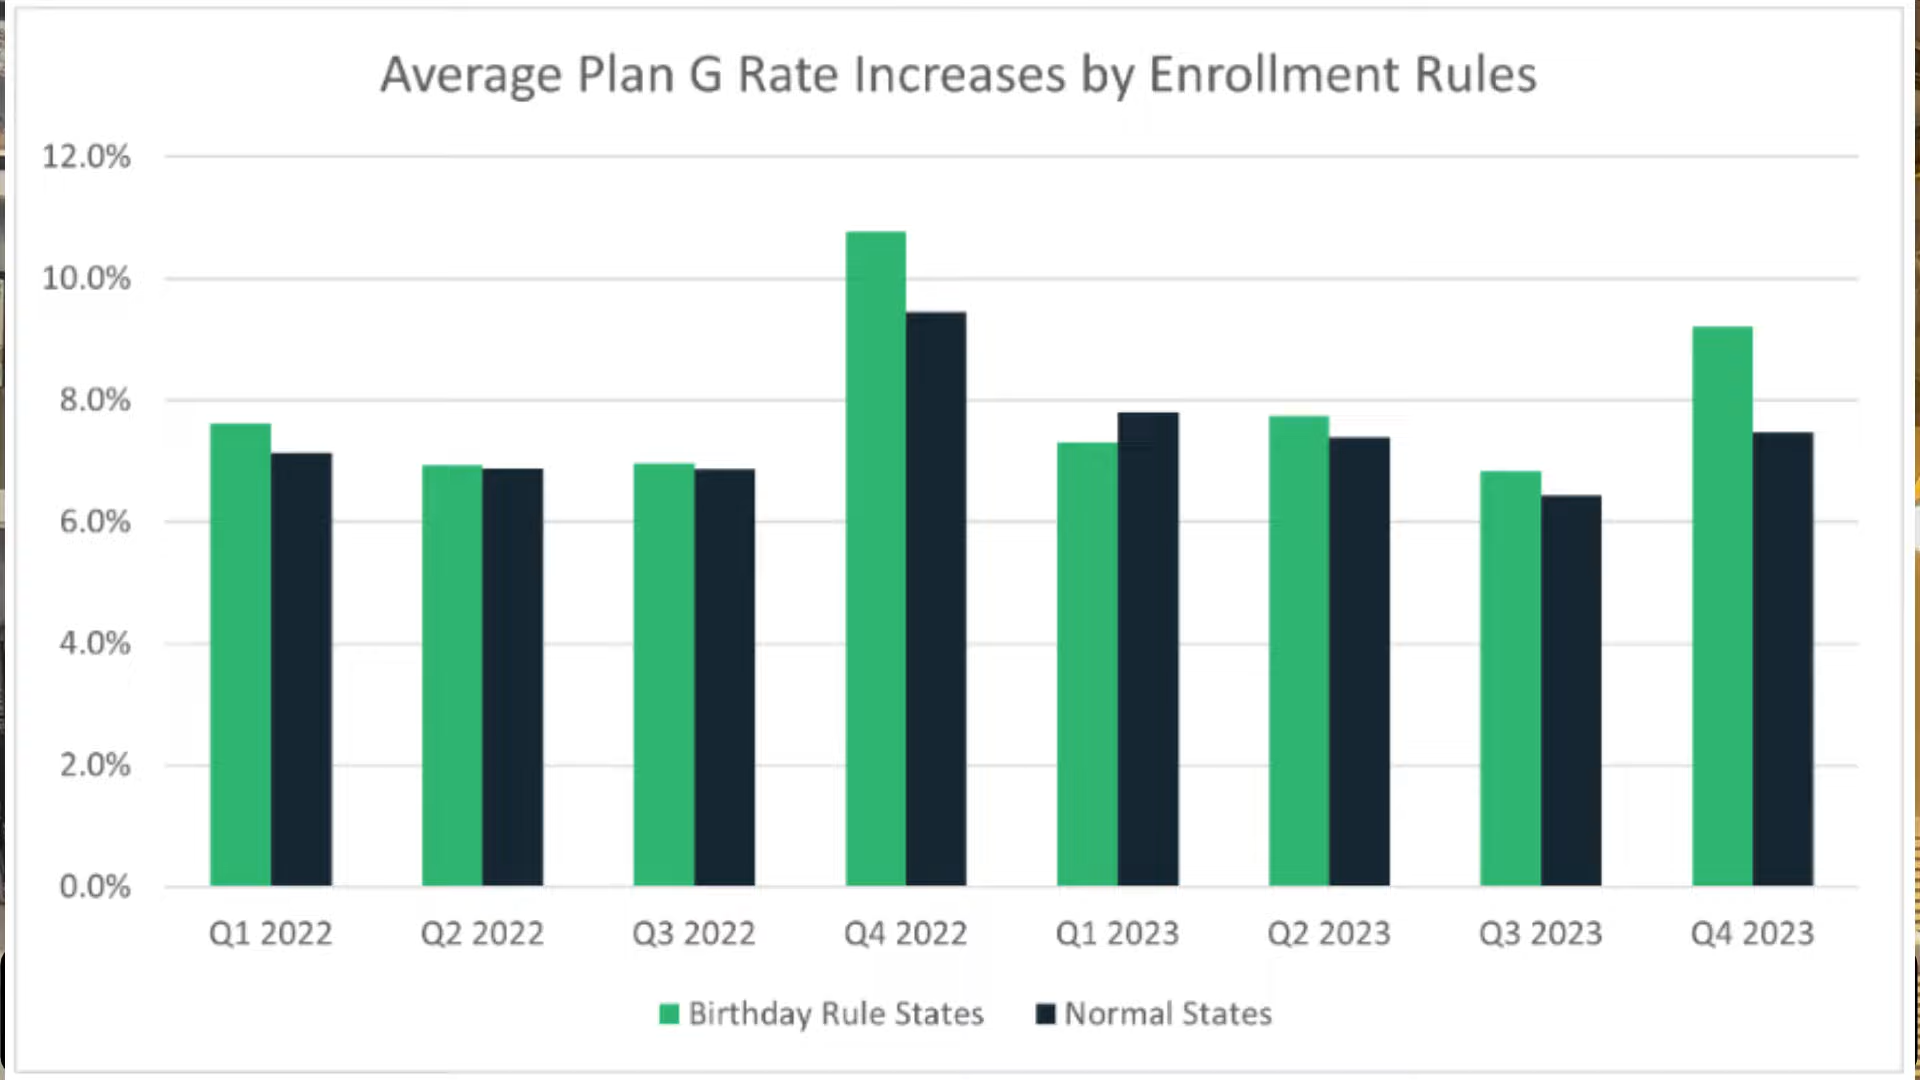 Average Plan G Rate Increases by Enrollment Rules
12.0%
10.0%
8.0%
6.0%
4.0%
2.0%
0.0%
Q1 2022 Q2 2022 Q3 2022 Q4 2022 Q1 2023 Q2 2023 Q3 2023 Q4 2023
Birthday Rule States Normal States